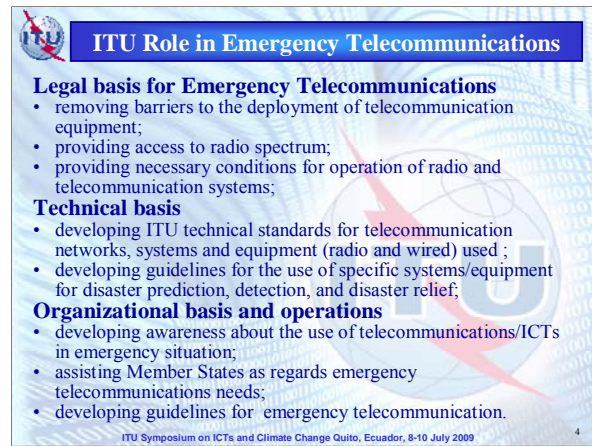 ITU
ITU Role in Emergency Telecommunications
Legal basis for Emergency Telecommunications
• removing barriers to the deployment of telecommunication
equipment;
• providing access to radio spectrum;
• providing necessary conditions for operation of radio and
telecommunication systems;
Technical basis
• developing ITU technical standards for telecommunication
networks, systems and equipment (radio and wired) used ;
• developing guidelines for the use of specific systems/equipment
for disaster prediction, detection, and disaster relief;
Organizational basis and operations
• developing awareness about the use of telecommunications/ICTs
in emergency situation;
• assisting Member States as regards emergency
telecommunications needs;
• developing guidelines for  emergency telecommunication.
ITU Symposium on ICTs and Climate Change Quito, Ecuador, 8-10 July 2009
4